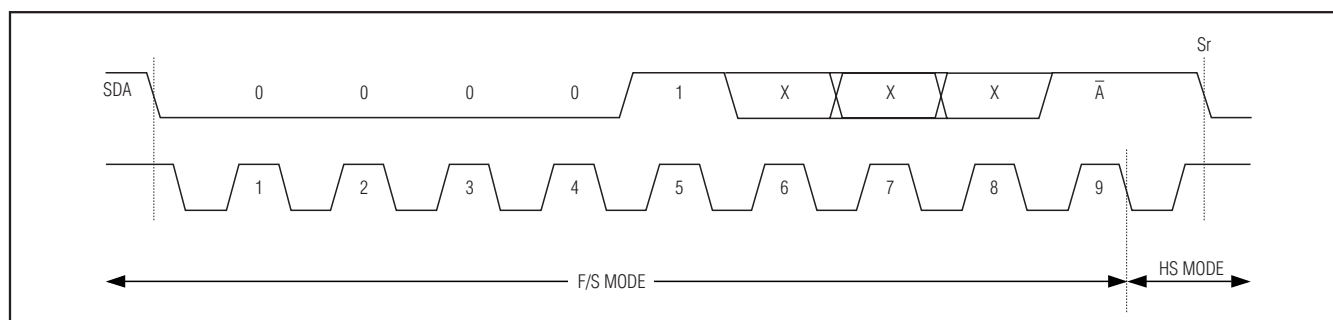 Sr
SDA 0 0 0 0 1 X X X A̅
1 2 3 4 5 6 7 8 9
F/S MODE HS MODE